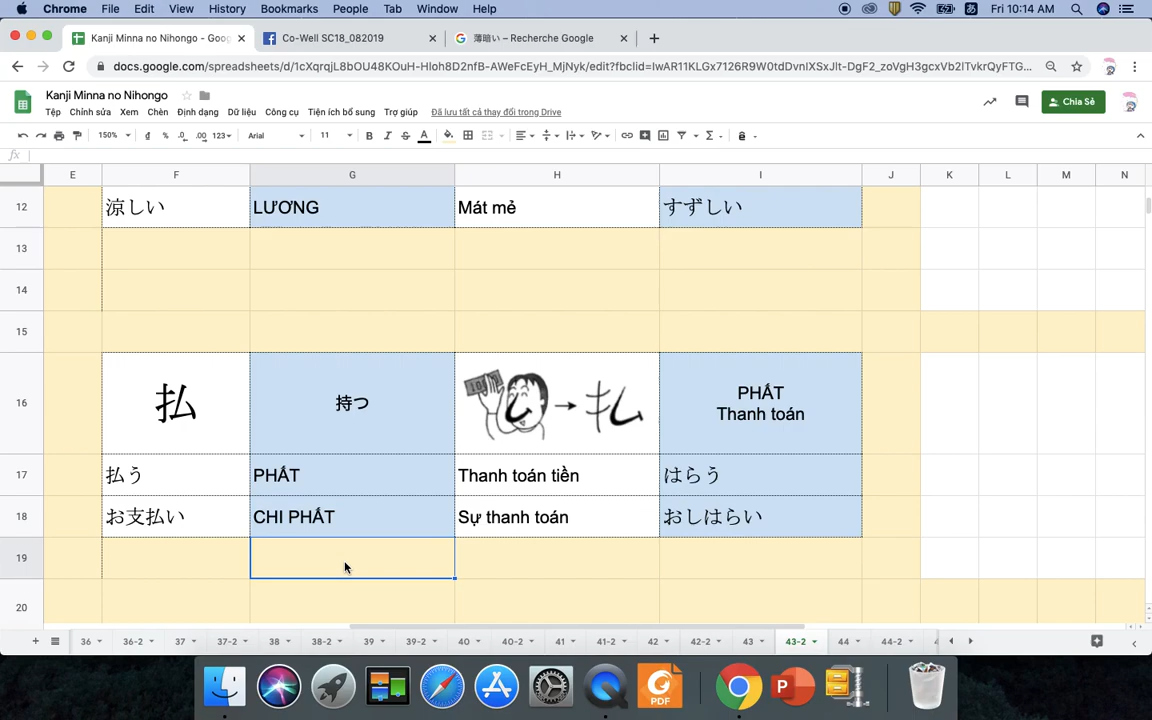 Chrome File Edit View History Bookmarks People Tab Window Help Fri 10:14 AM
Kanji Minna no Nihongo - Goog Co-Well SC18_082019 薄暗い – Recherche Google
docs.google.com/spreadsheets/d/1cXqrqjL8bOU48KOuH-Hloh8D2nfB-AWeFcEyH_MjNyk/edit?fbclid=IwAR11KLGx7126R9W0tdDvnIXSxJlt-DgF2_zoVgH3gcxVb2ITvkrQyFTG...
Kanji Minna no Nihongo
Tệp Chỉnh sửa Xem Chèn Định dạng Dữ liệu Công cụ Tiện ích bổ sung Trợ giúp Đã lưu tất cả thay đổi trong Drive
Chia Sẻ
150% đ % .0 .00 123 Arial 11 B I S A
fx
E F G H I J K L M N
12 涼しい LƯƠNG Mát mẻ すずしい
13
14
15
16 払 持つ 払 PHẤT
Thanh toán
17 払う PHẤT Thanh toán tiền はらう
18 お支払い CHI PHẤT Sự thanh toán おしはらい
19
20
36 36-2 37 37-2 38 38-2 39 39-2 40 40-2 41 41-2 42 42-2 43 43-2 44 44-2
PDF